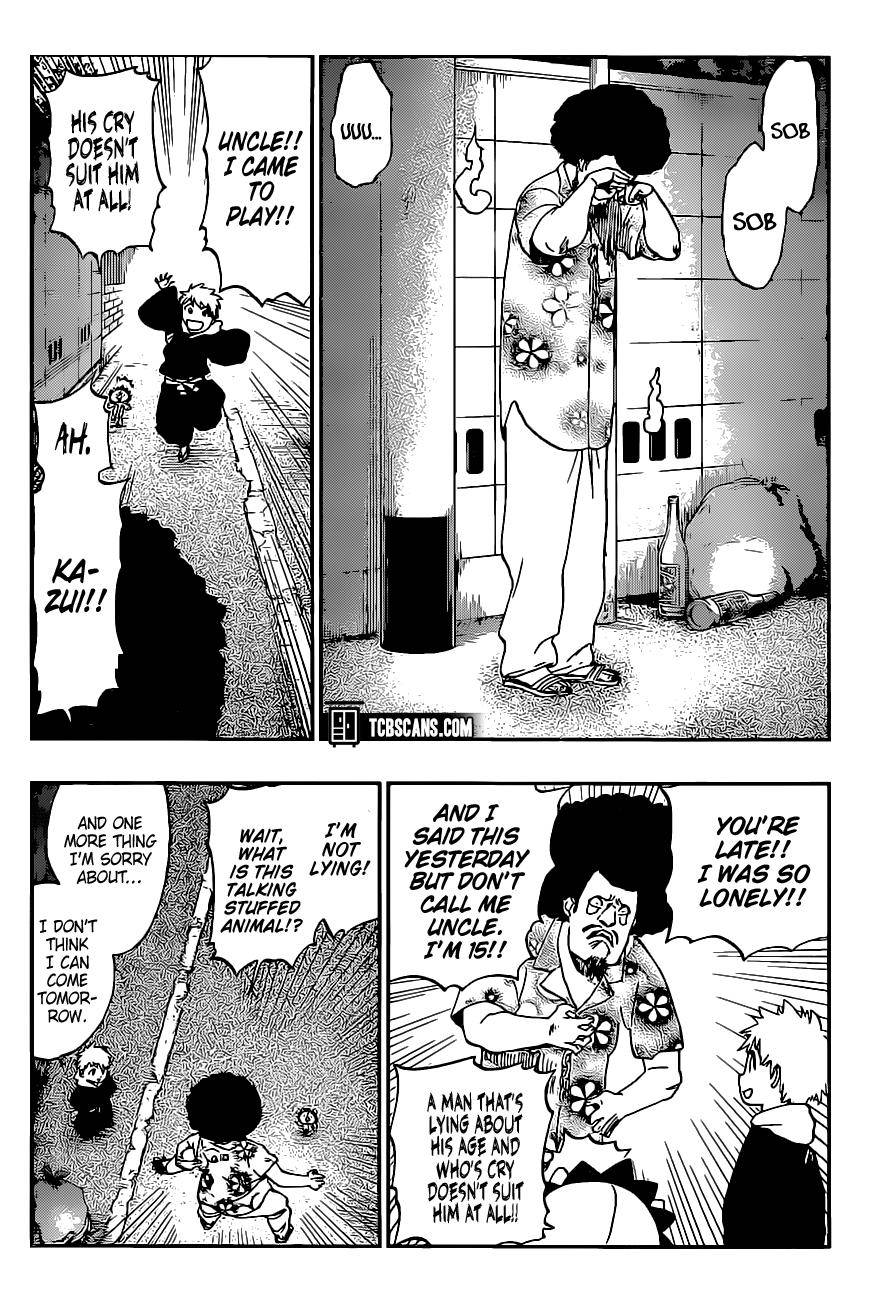 SOB
SOB
UUU...
UNCLE!!
I CAME
TO
PLAY!!
HIS CRY
DOESN'T
SUIT HIM
AT ALL!
AH.
KA-
ZUI!!
TCBSCANS.COM
YOU'RE
LATE!!
I WAS SO
LONELY!!
AND I
SAID THIS
YESTERDAY
BUT DON'T
CALL ME
UNCLE.
I'M 15!!
A MAN THAT'S
LYING ABOUT
HIS AGE AND
WHO'S CRY
DOESN'T SUIT
HIM AT ALL!!
I'M
NOT
LYING!
WAIT,
WHAT
IS THIS
TALKING
STUFFED
ANIMAL!?
AND ONE
MORE THING
I'M SORRY
ABOUT...
I DON'T
THINK
I CAN
COME
TOMOR-
ROW.